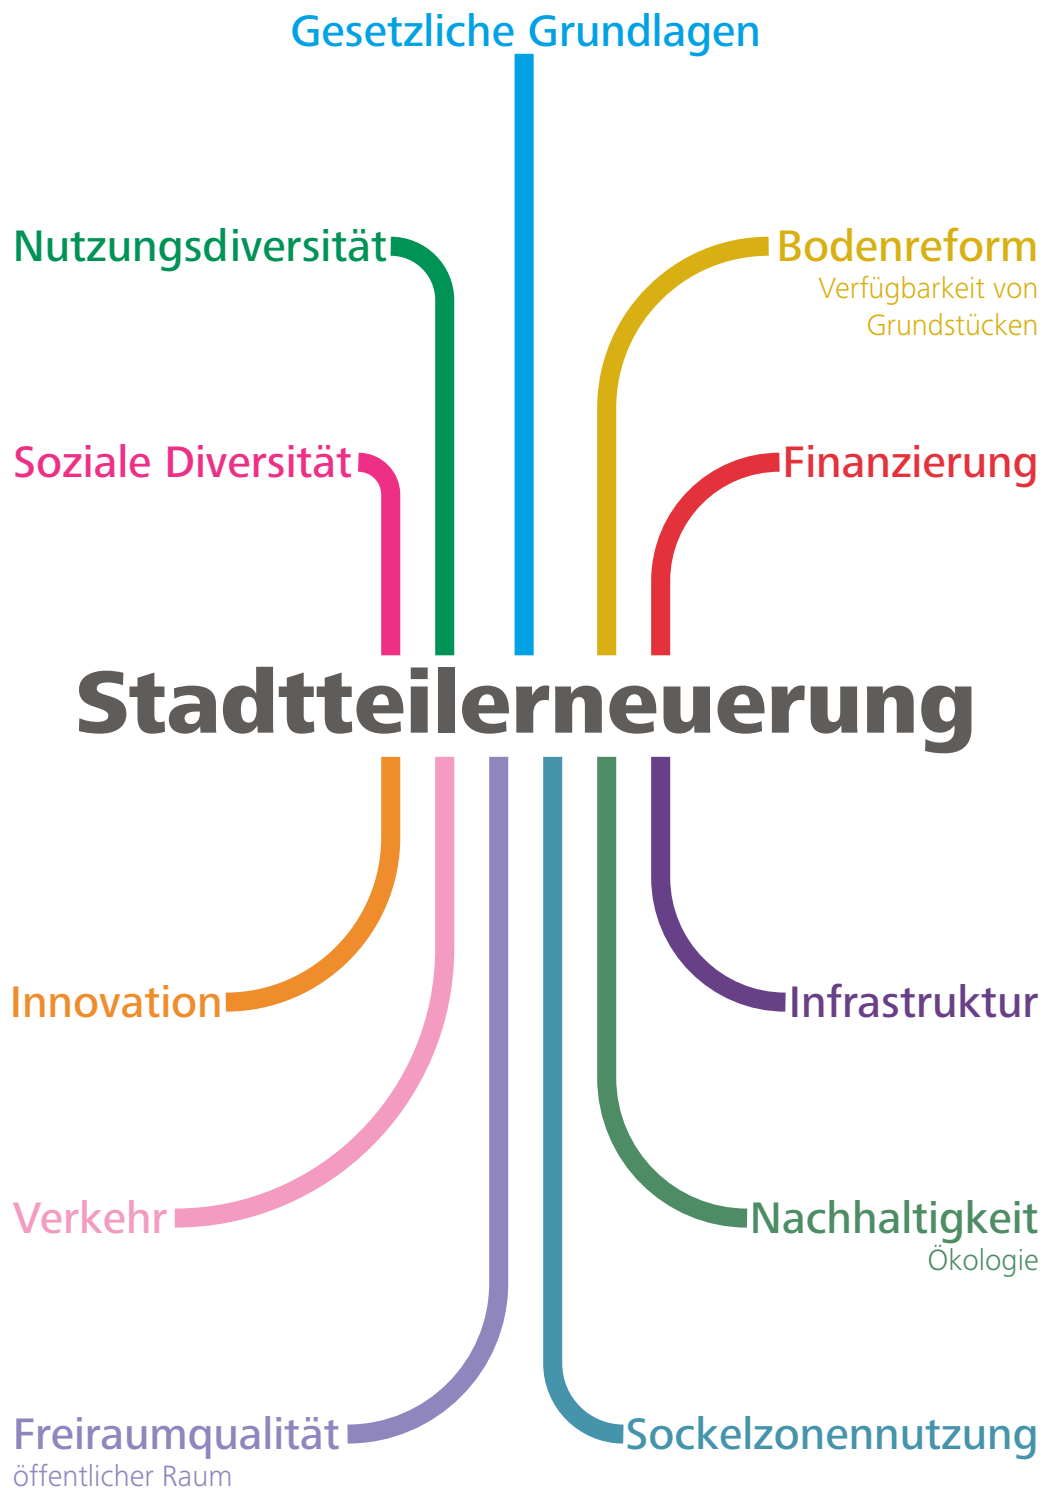 Gesetzliche Grundlagen
Nutzungsdiversität
Bodenreform
Verfügbarkeit von
Grundstücken
Soziale Diversität
Finanzierung
Stadtteilerneuerung
Innovation
Infrastruktur
Verkehr
Nachhaltigkeit
Ökologie
Freiraumqualität
öffentlicher Raum
Sockelzonennutzung